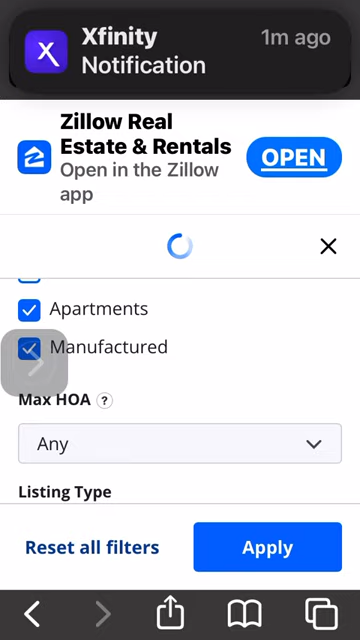 Xfinity 1m ago
Notification
Zillow Real
Estate & Rentals
Open in the Zillow
app
OPEN
Apartments
Manufactured
Max HOA ?
Any
Listing Type
Reset all filters Apply